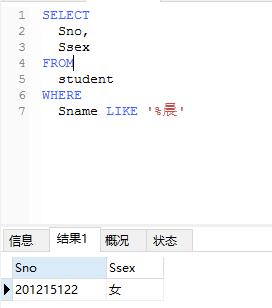 1 SELECT
2 Sno,
3 Ssex
4 FROM
5 student
6 WHERE
7 Sname LIKE '%晨'
信息 结果1 概况 状态
Sno Ssex
201215122 女